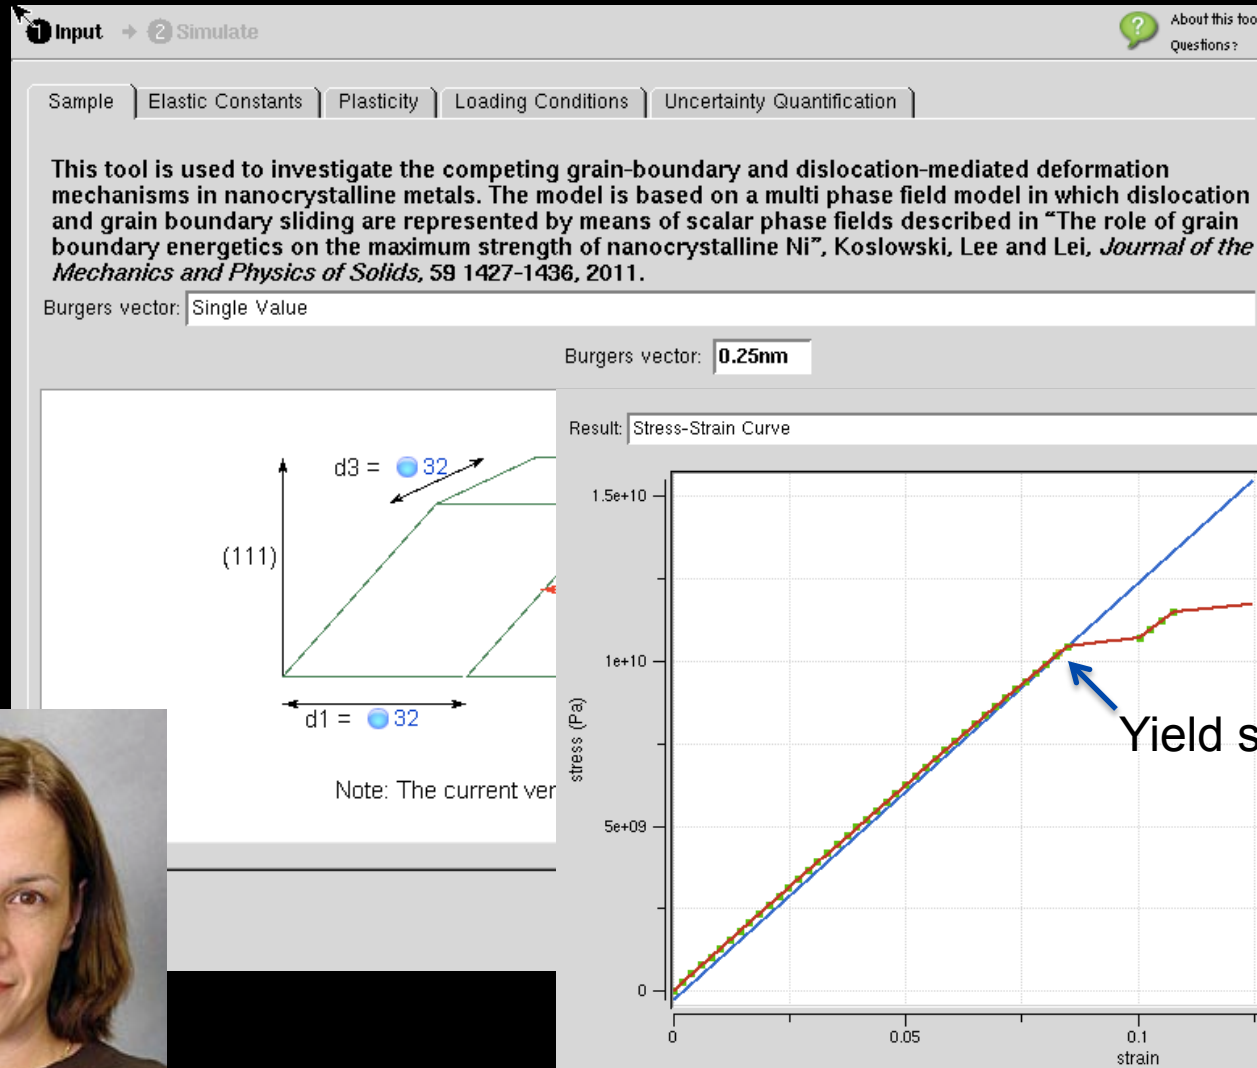 1 Input → 2 Simulate
? About this too
Questions?
Sample Elastic Constants Plasticity Loading Conditions Uncertainty Quantification
This tool is used to investigate the competing grain-boundary and dislocation-mediated deformation
mechanisms in nanocrystalline metals. The model is based on a multi phase field model in which dislocation
and grain boundary sliding are represented by means of scalar phase fields described in "The role of grain
boundary energetics on the maximum strength of nanocrystalline Ni", Koslowski, Lee and Lei, Journal of the
Mechanics and Physics of Solids, 59 1427-1436, 2011.
Burgers vector: Single Value
Burgers vector: 0.25nm
d3 = 32
(111)
d1 = 32
Note: The current ver
Result: Stress-Strain Curve
1.5e+10
1e+10
5e+09
0
stress (Pa)
Yield s
0 0.05 0.1
strain